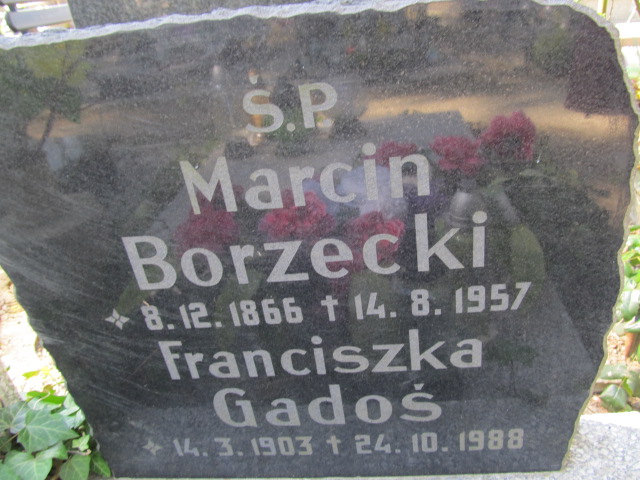 Ś.P
Marcin
Borzecki
8.12.1866 † 14.8.1957
Franciszka
Gadoś
14.3.1903 † 24.10.1988